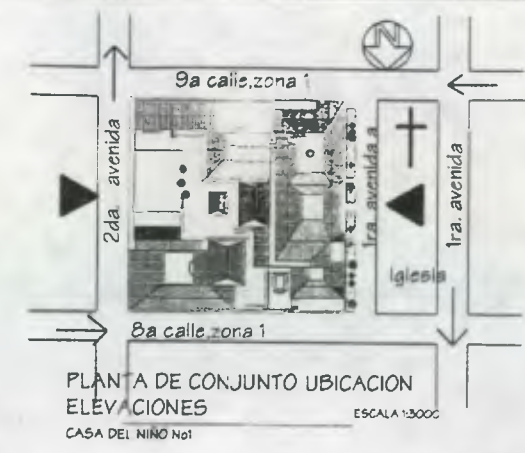 N
9a calle,zona 1
2da. avenida
1ra. avenida a
1ra. avenida
Iglesia
8a calle,zona 1
PLANTA DE CONJUNTO UBICACION
ELEVACIONES
ESCALA 1:3000
CASA DEL NIÑO No1